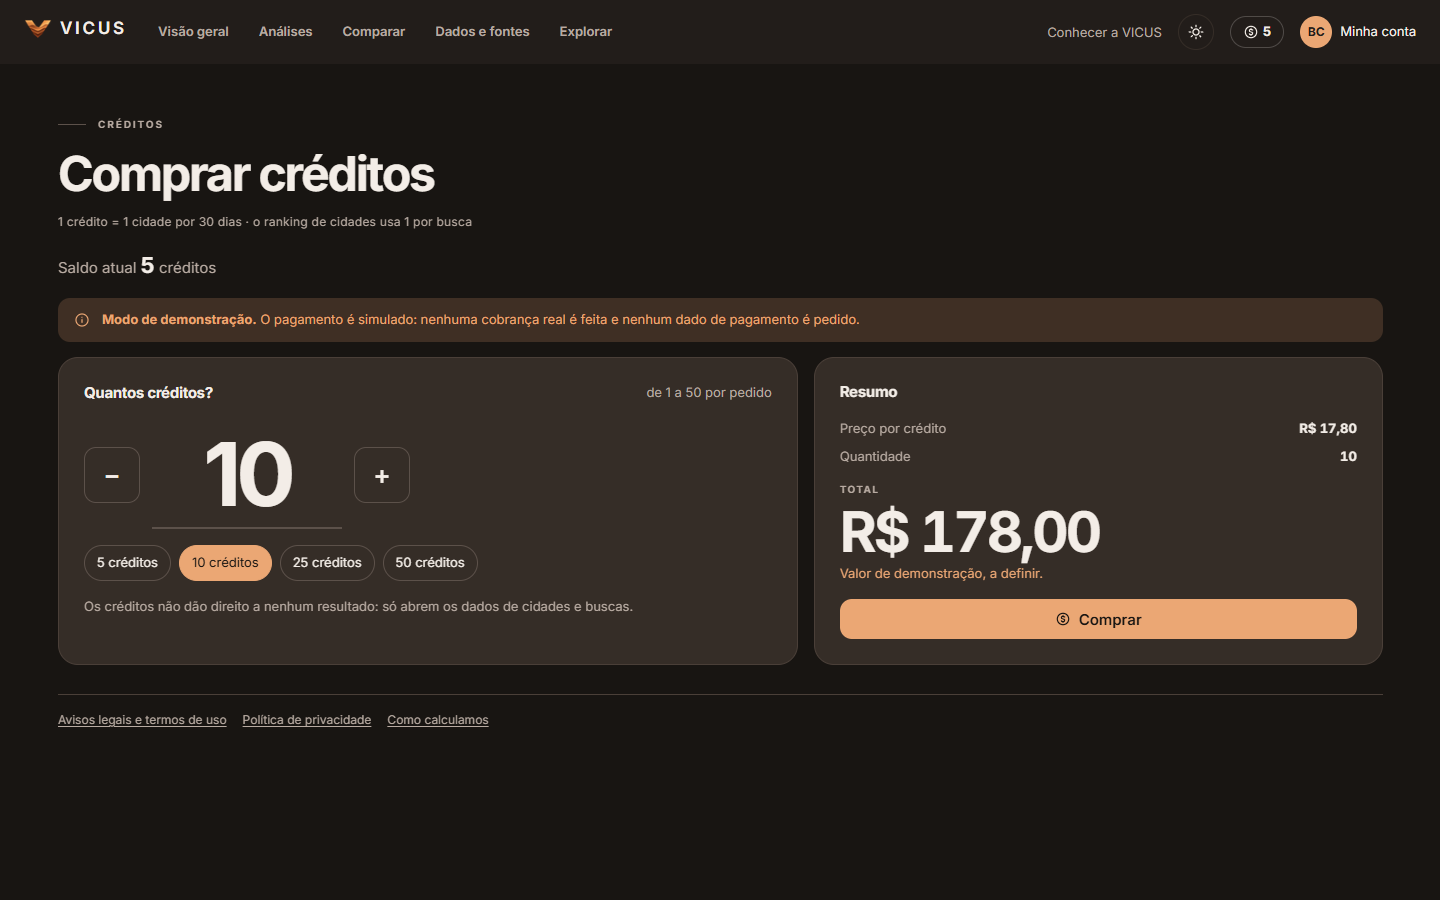 VICUS
Visão geral
Análises
Comparar
Dados e fontes
Explorar
Conhecer a VICUS
5
BC
Minha conta
CRÉDITOS
Comprar créditos
1 crédito = 1 cidade por 30 dias · o ranking de cidades usa 1 por busca
Saldo atual 5 créditos
Modo de demonstração. O pagamento é simulado: nenhuma cobrança real é feita e nenhum dado de pagamento é pedido.
Quantos créditos?
de 1 a 50 por pedido
−
10
+
5 créditos
10 créditos
25 créditos
50 créditos
Os créditos não dão direito a nenhum resultado: só abrem os dados de cidades e buscas.
Resumo
Preço por crédito
R$ 17,80
Quantidade
10
TOTAL
R$ 178,00
Valor de demonstração, a definir.
Comprar
Avisos legais e termos de uso
Política de privacidade
Como calculamos